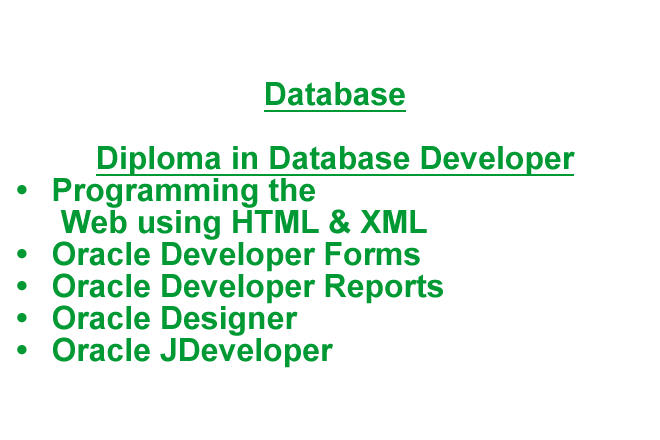 Database
Diploma in Database Developer
• Programming the
Web using HTML & XML
• Oracle Developer Forms
• Oracle Developer Reports
• Oracle Designer
• Oracle JDeveloper